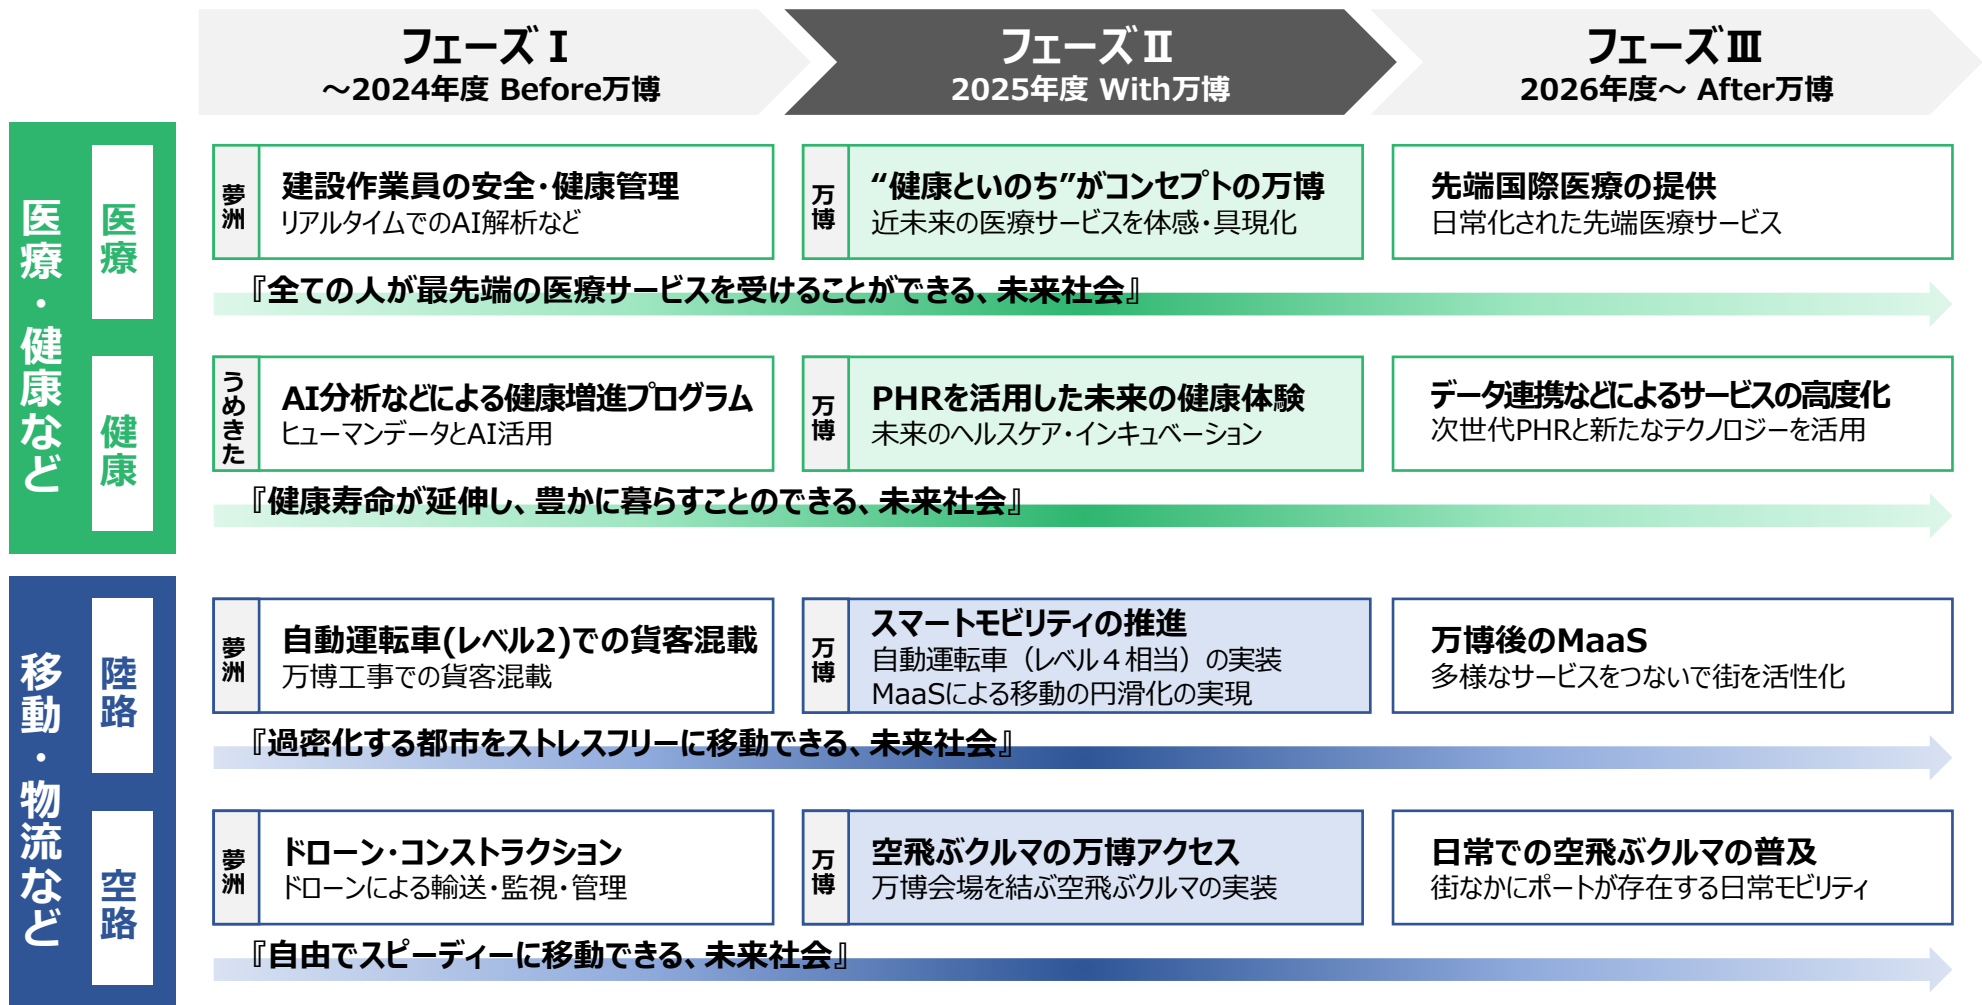 フェーズⅠ
～2024年度 Before万博
フェーズⅡ
2025年度 With万博
フェーズⅢ
2026年度～ After万博
医療・健康など
医療
夢洲
建設作業員の安全・健康管理
リアルタイムでのAI解析など
万博
“健康といのち”がコンセプトの万博
近未来の医療サービスを体感・具現化
先端国際医療の提供
日常化された先端医療サービス
『全ての人が最先端の医療サービスを受けることができる、未来社会』
健康
うめきた
AI分析などによる健康増進プログラム
ヒューマンデータとAI活用
万博
PHRを活用した未来の健康体験
未来のヘルスケア・インキュベーション
データ連携などによるサービスの高度化
次世代PHRと新たなテクノロジーを活用
『健康寿命が延伸し、豊かに暮らすことのできる、未来社会』
移動・物流など
陸路
夢洲
自動運転車(レベル2)での貨客混載
万博工事での貨客混載
万博
スマートモビリティの推進
自動運転車（レベル４相当）の実装
MaaSによる移動の円滑化の実現
万博後のMaaS
多様なサービスをつないで街を活性化
『過密化する都市をストレスフリーに移動できる、未来社会』
空路
夢洲
ドローン・コンストラクション
ドローンによる輸送・監視・管理
万博
空飛ぶクルマの万博アクセス
万博会場を結ぶ空飛ぶクルマの実装
日常での空飛ぶクルマの普及
街なかにポートが存在する日常モビリティ
『自由でスピーディーに移動できる、未来社会』